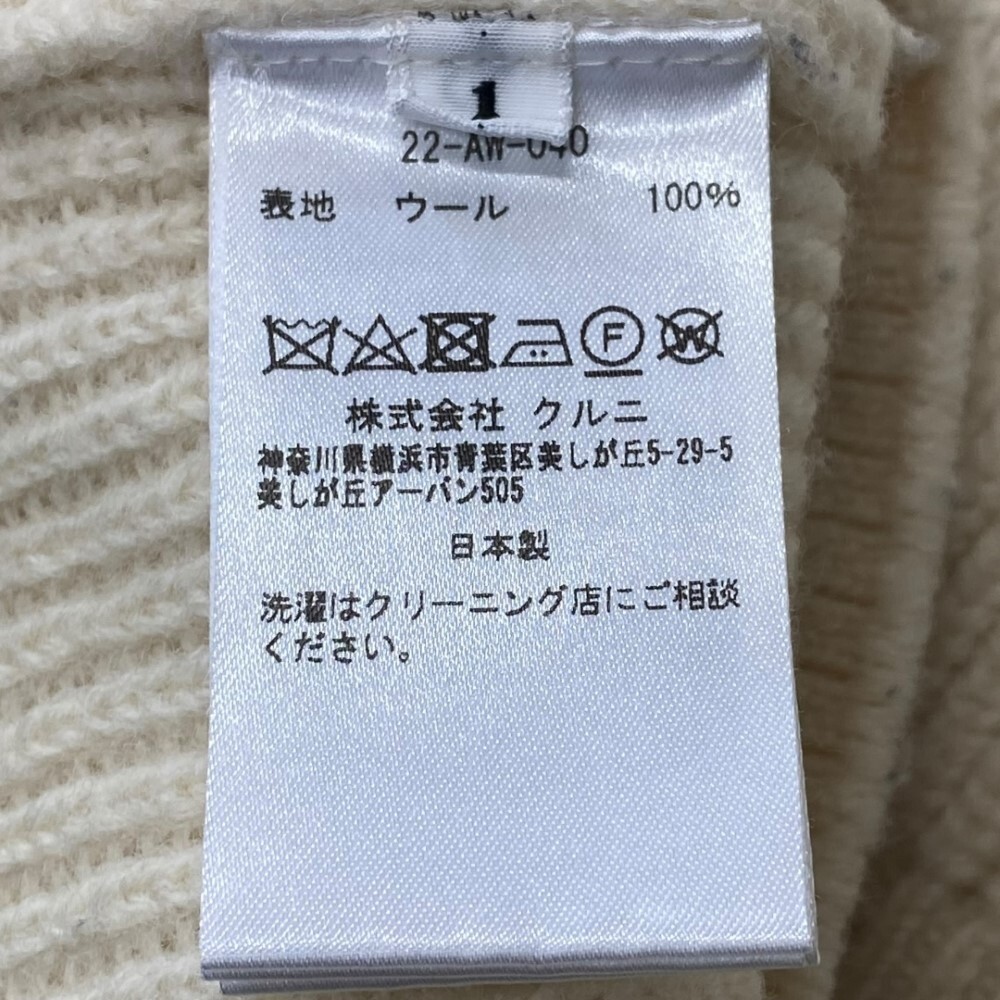 1
22-AW-040
表地 ウール 100%
F W
株式会社 クルニ
神奈川県横浜市青葉区美しが丘5-29-5
美しが丘アーバン505
日本製
洗濯はクリーニング店にご相談
ください。